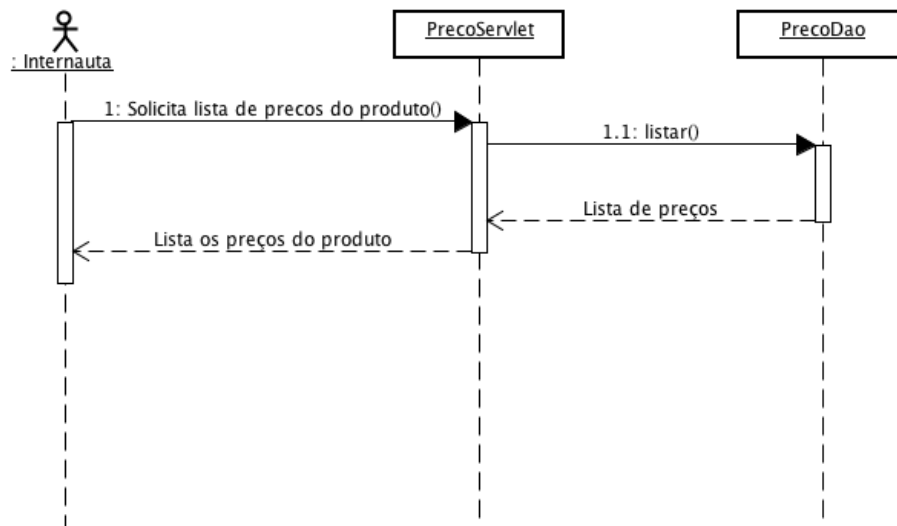 PrecoServlet
PrecoDao
: Internauta
1: Solicita lista de precos do produto()
1.1: listar()
Lista de preços
Lista os preços do produto